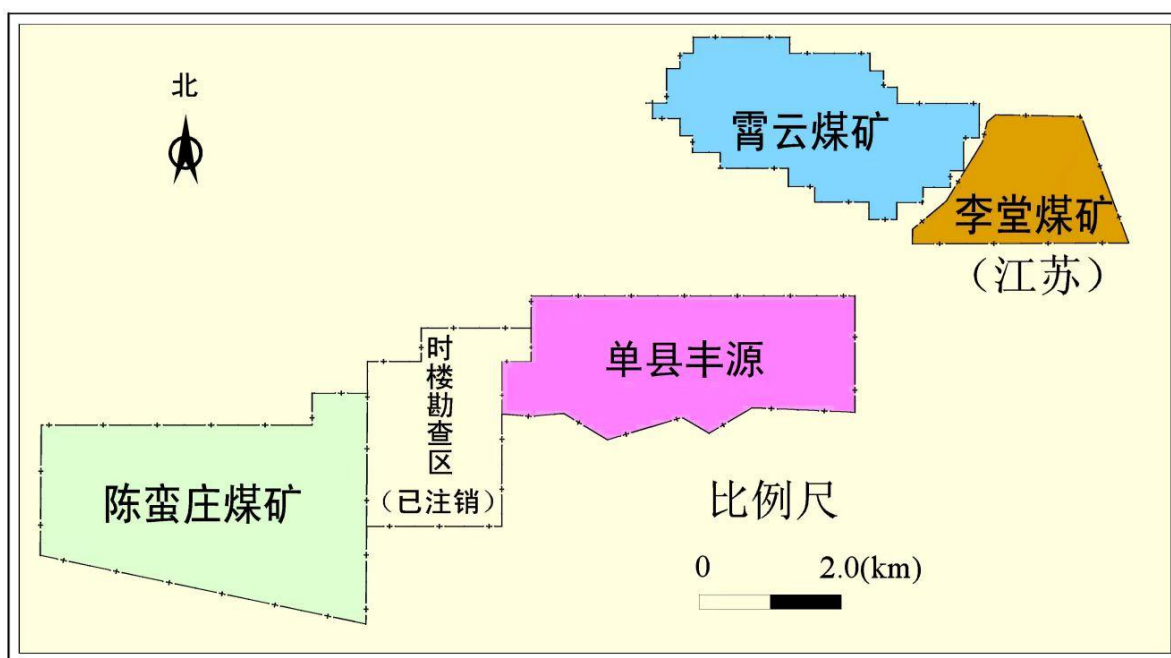 北
霄云煤矿
李堂煤矿
（江苏）
单县丰源
时楼勘查区
（已注销）
陈蛮庄煤矿
比例尺
0 2.0(km)